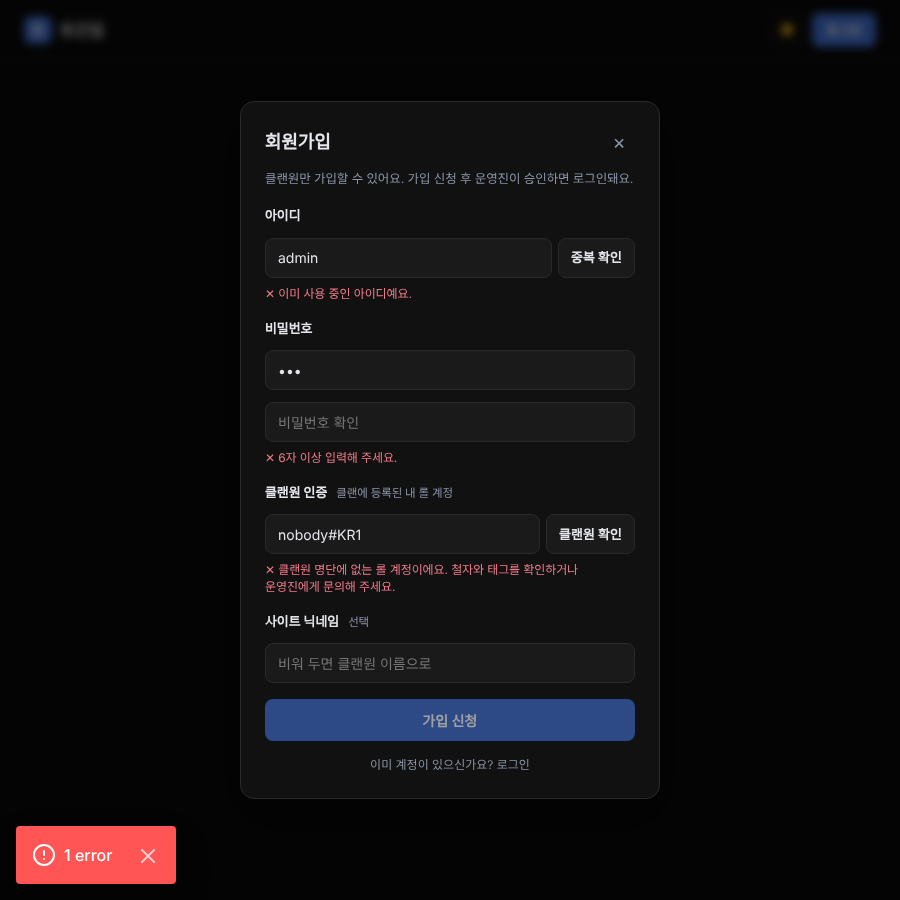 회원가입
×
클랜원만 가입할 수 있어요. 가입 신청 후 운영진이 승인하면 로그인돼요.
아이디
admin
중복 확인
× 이미 사용 중인 아이디예요.
비밀번호
•••
비밀번호 확인
× 6자 이상 입력해 주세요.
클랜원 인증 클랜에 등록된 내 롤 계정
nobody#KR1
클랜원 확인
× 클랜원 명단에 없는 롤 계정이에요. 철자와 태그를 확인하거나
운영진에게 문의해 주세요.
사이트 닉네임 선택
비워 두면 클랜원 이름으로
가입 신청
이미 계정이 있으신가요? 로그인
1 error